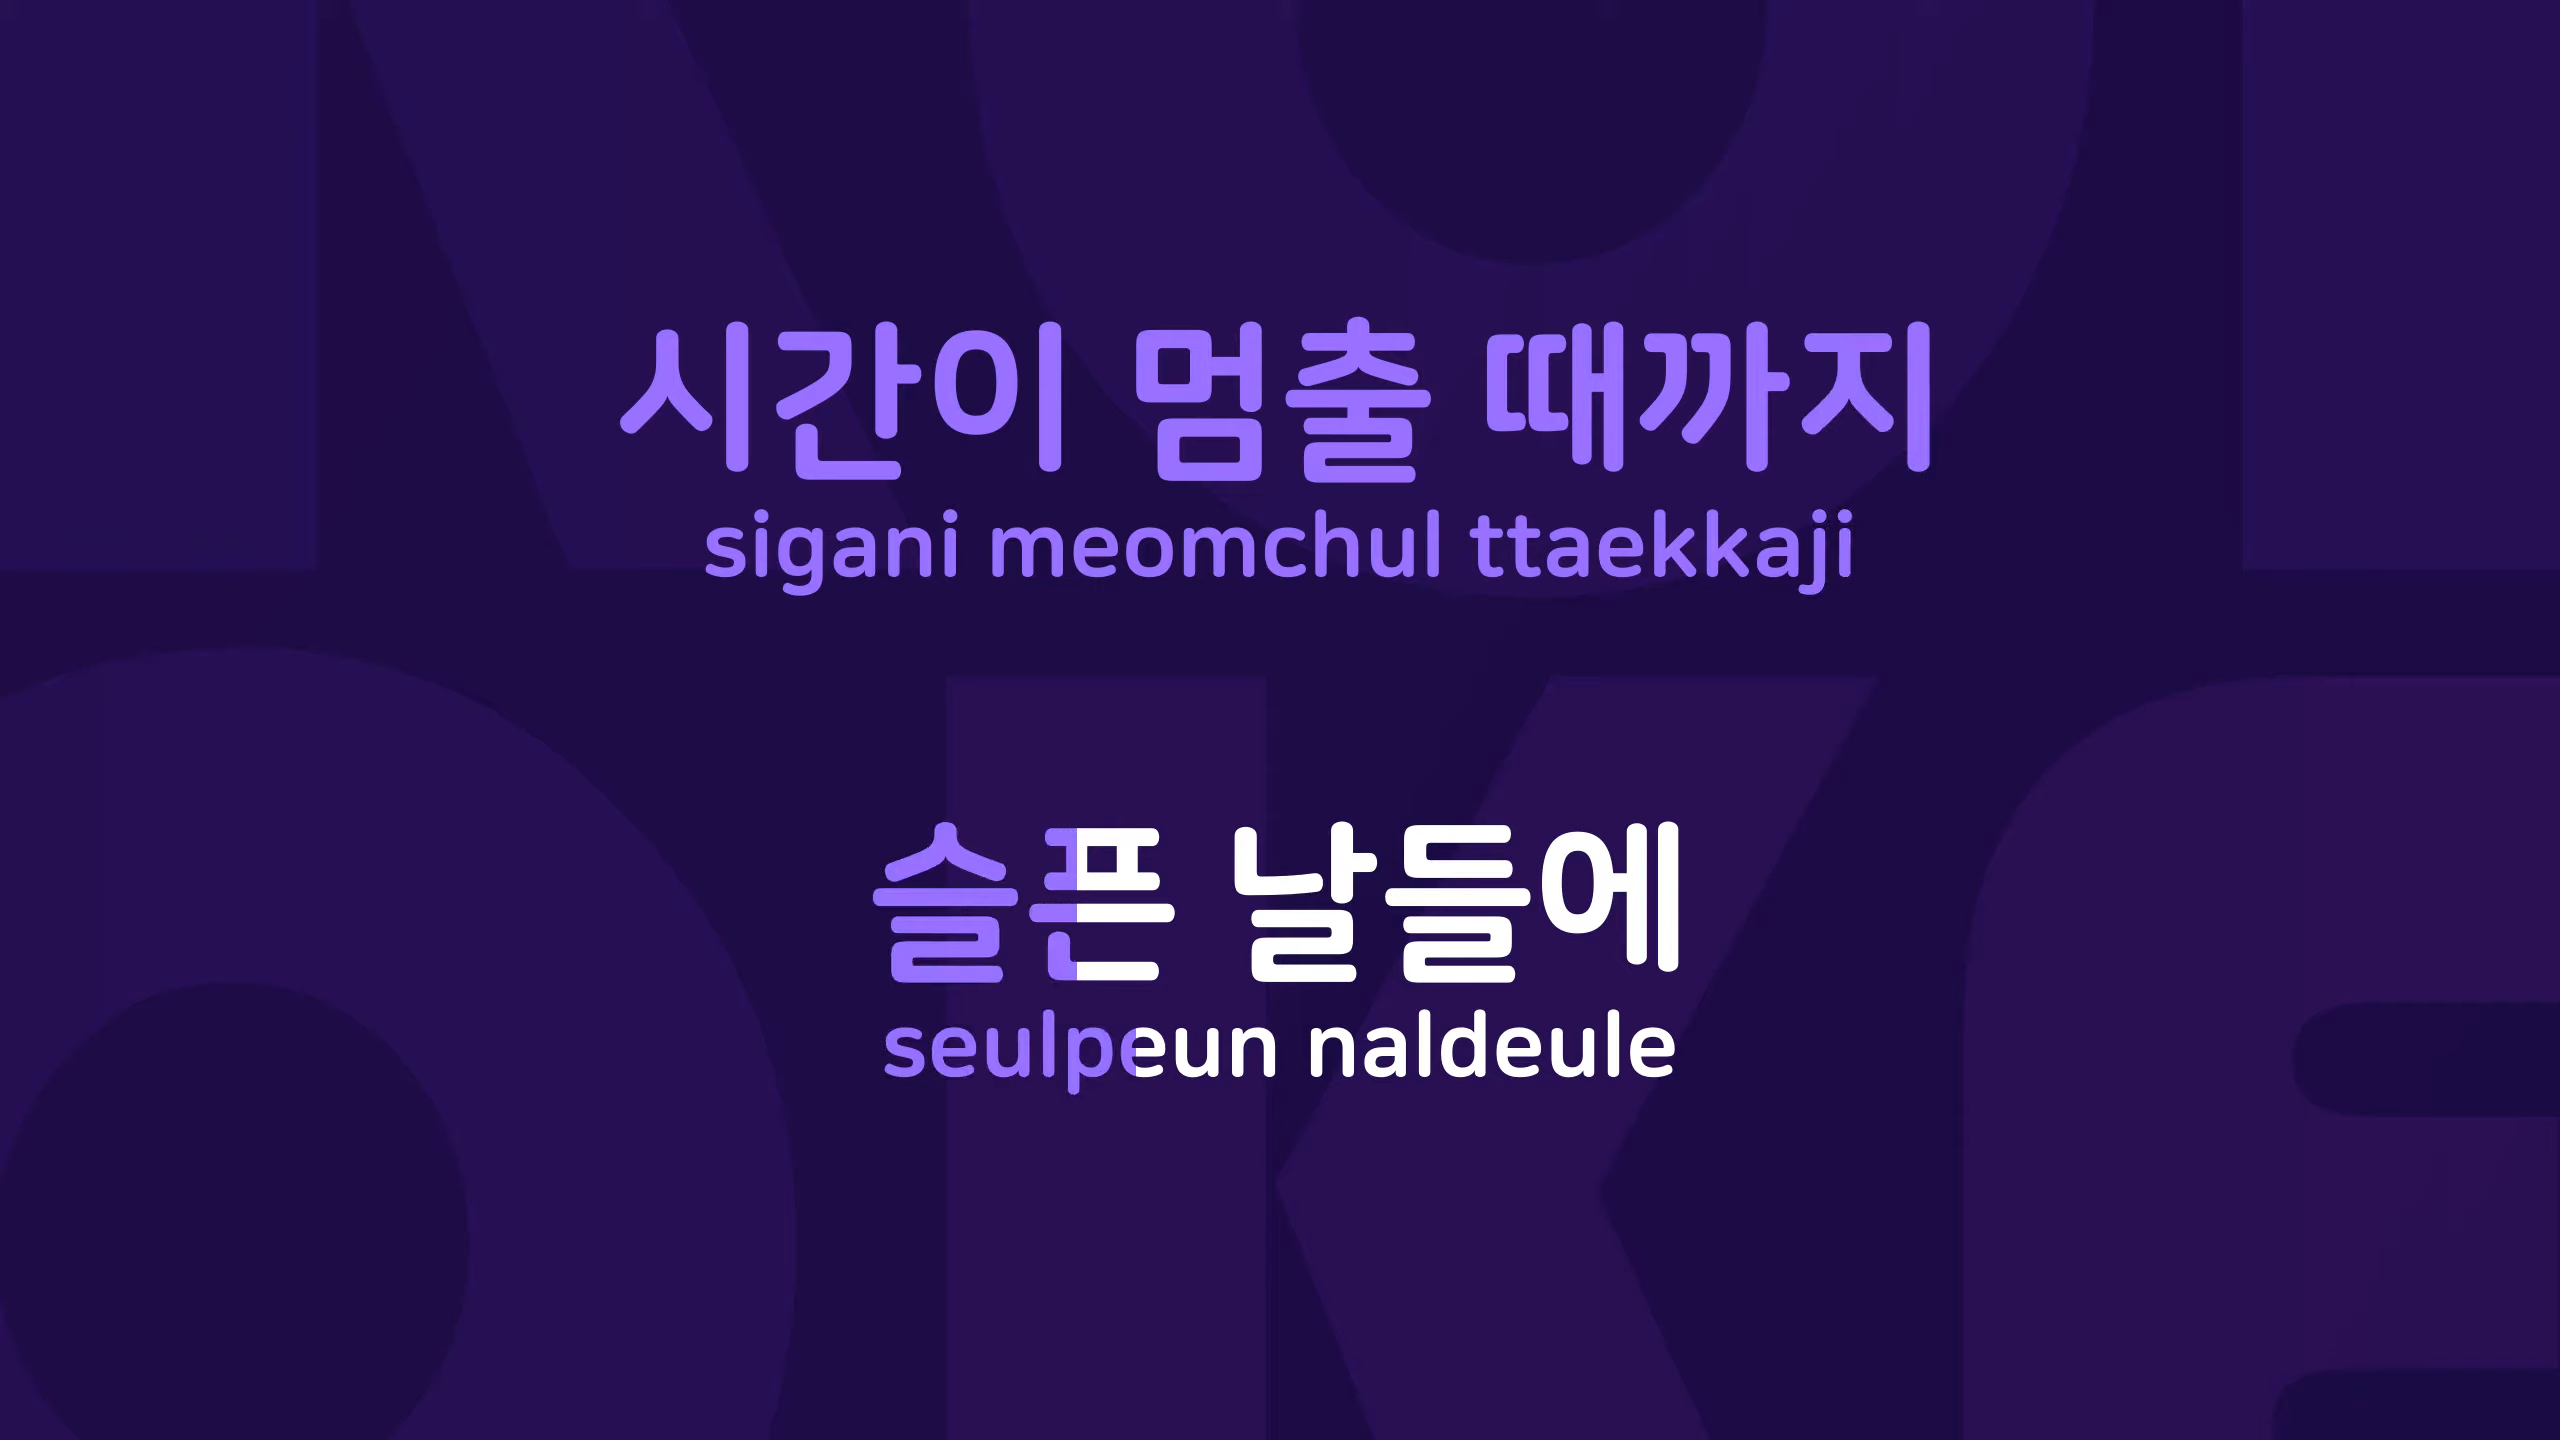 시간이 멈출 때까지
sigani meomchul ttaekkaji
슬픈 날들에
seulpeun naldeule